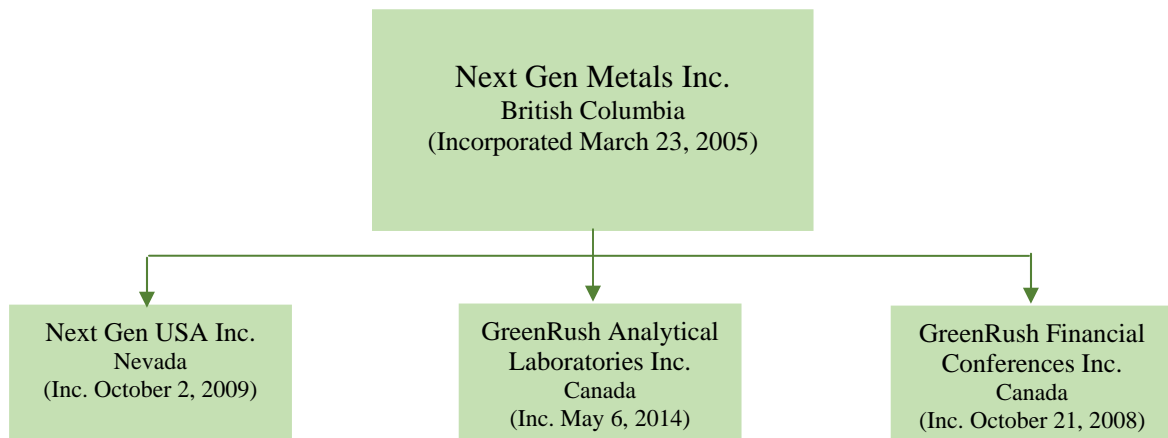 Next Gen Metals Inc.
British Columbia
(Incorporated March 23, 2005)
Next Gen USA Inc.
Nevada
(Inc. October 2, 2009)
GreenRush Analytical
Laboratories Inc.
Canada
(Inc. May 6, 2014)
GreenRush Financial
Conferences Inc.
Canada
(Inc. October 21, 2008)